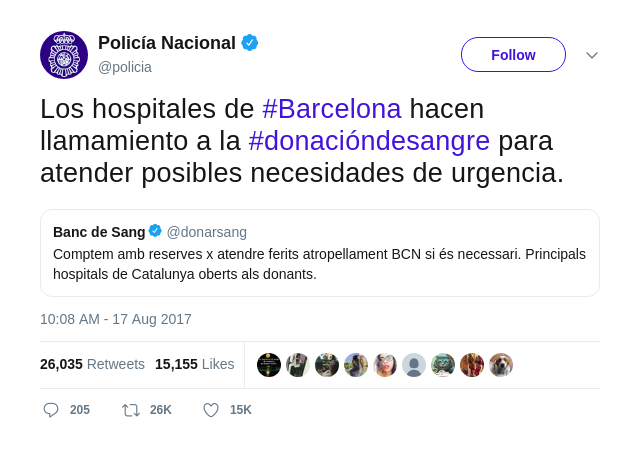 Policía Nacional
@policia
Follow
Los hospitales de #Barcelona hacen
llamamiento a la #donacióndesangre para
atender posibles necesidades de urgencia.
Banc de Sang @donarsang
Comptem amb reserves x atendre ferits atropellament BCN si és necessari. Principals
hospitals de Catalunya oberts als donants.
10:08 AM - 17 Aug 2017
26,035 Retweets 15,155 Likes
205 26K 15K